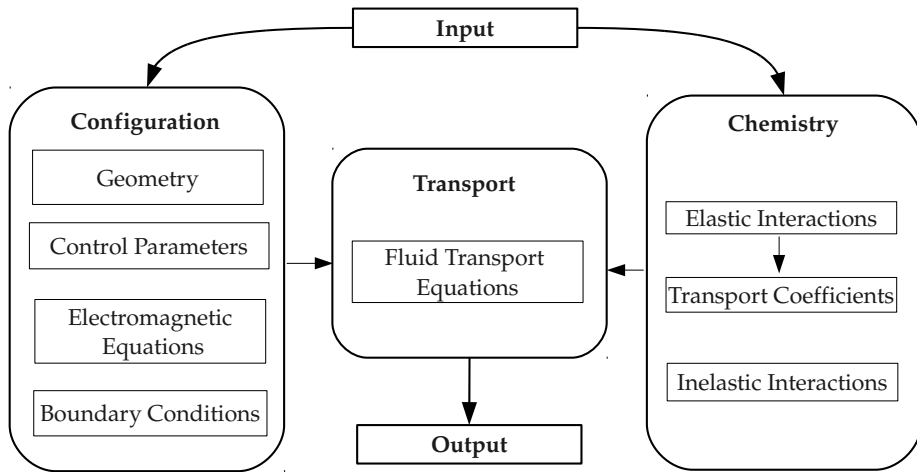 Input
Configuration
Geometry
Control Parameters
Electromagnetic
Equations
Boundary Conditions
Transport
Fluid Transport
Equations
Chemistry
Elastic Interactions
Transport Coefficients
Inelastic Interactions
Output